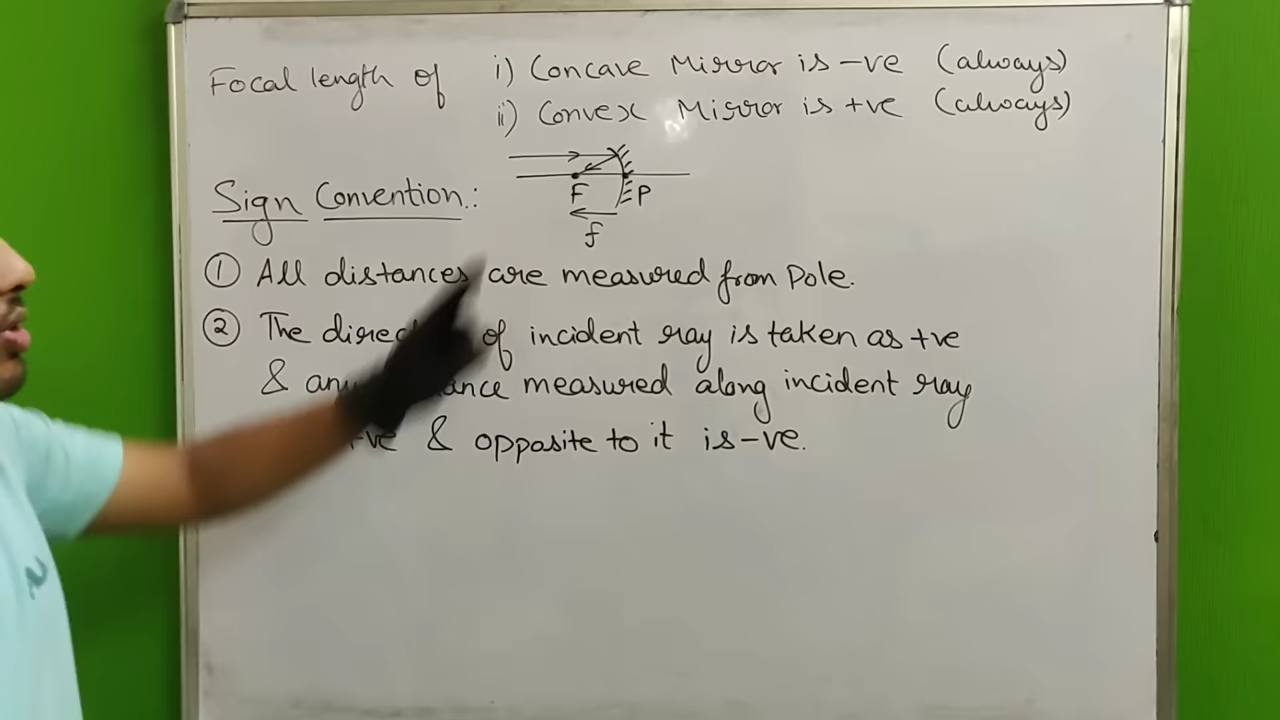 Focal length of i) Concave Mirror is -ve (always)
ii) Convex Mirror is +ve (always)
F P
f
Sign Convention.:
① All distances are measured from Pole.
② The direc of incident ray is taken as +ve
& any measured along incident ray
+ve & opposite to it is -ve.